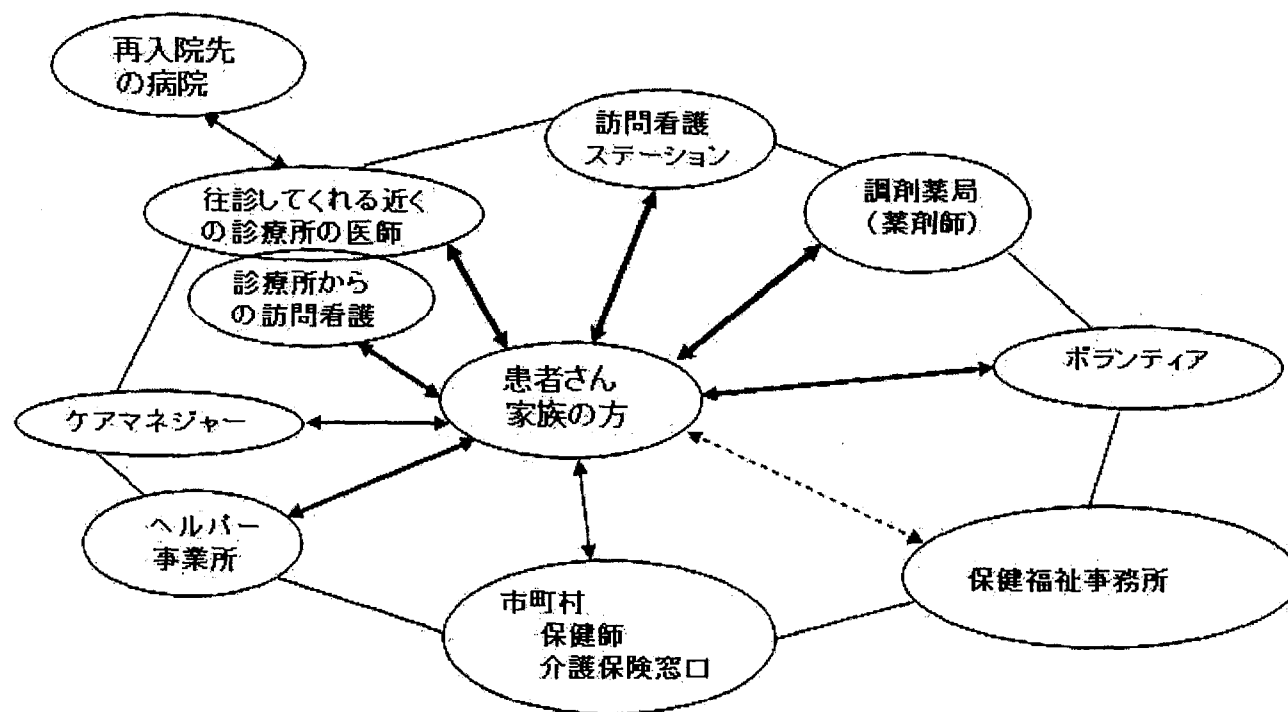 再入院先
の病院
訪問看護
ステーション
調剤薬局
(薬剤師)
往診してくれる近く
の診療所の医師
診療所から
の訪問看護
患者さん
家族の方
ボランティア
ケアマネジャー
ヘルパー
事業所
市町村
保健師
介護保険窓口
保健福祉事務所